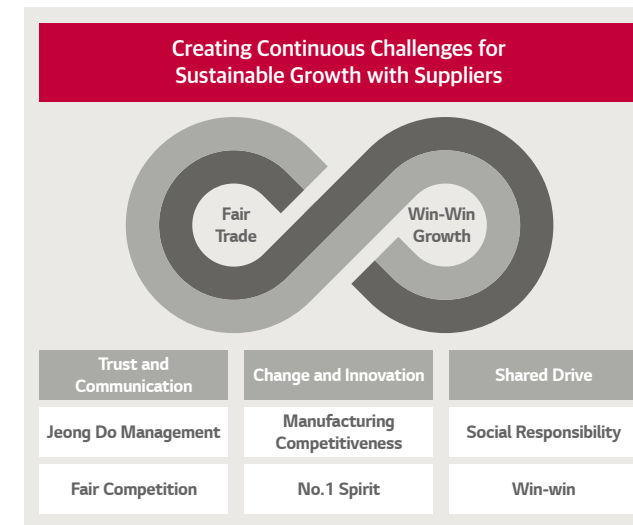 Creating Continuous Challenges for
Sustainable Growth with Suppliers
Fair
Trade
Win-Win
Growth
Trust and
Communication
Change and Innovation
Shared Drive
Jeong Do Management
Manufacturing
Competitiveness
Social Responsibility
Fair Competition
No.1 Spirit
Win-win